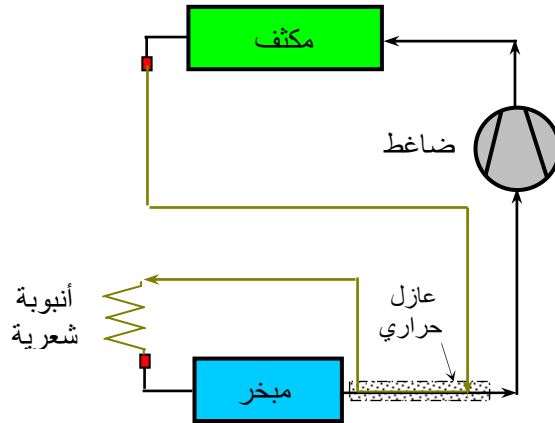 مكثف
ضاغط
عازل
حراري
أنبوبة
شعرية
مبخر